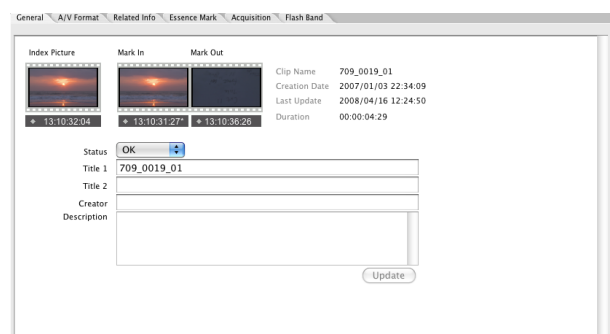 General A/V Format Related Info Essence Mark Acquisition Flash Band
Index Picture Mark In Mark Out
Clip Name 709_0019_01
Creation Date 2007/01/03 22:34:09
Last Update 2008/04/16 12:24:50
Duration 00:00:04:29
13:10:32:04 13:10:31:27* 13:10:36:26
Status OK
Title 1 709_0019_01
Title 2
Creator
Description
Update